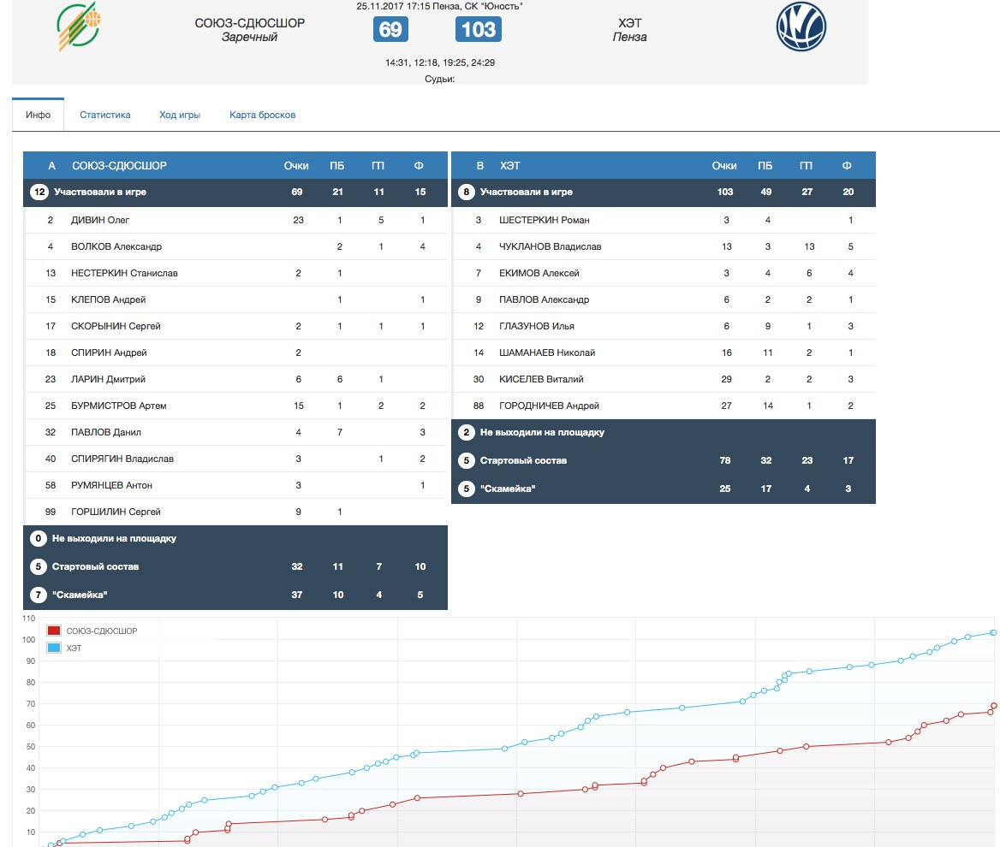 25.11.2017 17:15 Пенза, СК "Юность"
СОЮЗ-СДЮСШОР 69 103 ХЭТ
Заречный Пенза
14:31, 12:18, 19:25, 24:29
Судьи:
Инфо Статистика Ход игры Карта бросков
А СОЮЗ-СДЮСШОР Очки ПБ ГП Ф
12 Участвовали в игре 69 21 11 15
2 ДИВИН Олег 23 1 5 1
4 ВОЛКОВ Александр 2 1 4
13 НЕСТЕРКИН Станислав 2 1
15 КЛЕПОВ Андрей 1 1
17 СКОРЫНИН Сергей 2 1 1 1
18 СПИРИН Андрей 2
23 ЛАРИН Дмитрий 6 6 1
25 БУРМИСТРОВ Артем 15 1 2 2
32 ПАВЛОВ Данил 4 7 3
40 СПИРЯГИН Владислав 3 1 2
58 РУМЯНЦЕВ Антон 3 1
99 ГОРШИЛИН Сергей 9 1
0 Не выходили на площадку
5 Стартовый состав 32 11 7 10
7 "Скамейка" 37 10 4 5
В ХЭТ Очки ПБ ГП Ф
8 Участвовали в игре 103 49 27 20
3 ШЕСТЕРКИН Роман 3 4 1
4 ЧУКЛАНОВ Владислав 13 3 13 5
7 ЕКИМОВ Алексей 3 4 6 4
9 ПАВЛОВ Александр 6 2 2 1
12 ГЛАЗУНОВ Илья 6 9 1 3
14 ШАМАНАЕВ Николай 16 11 2 1
30 КИСЕЛЕВ Виталий 29 2 2 3
88 ГОРОДНИЧЕВ Андрей 27 14 1 2
2 Не выходили на площадку
5 Стартовый состав 78 32 23 17
5 "Скамейка" 25 17 4 3
СОЮЗ-СДЮСШОР
ХЭТ
110
100
90
80
70
60
50
40
30
20
10